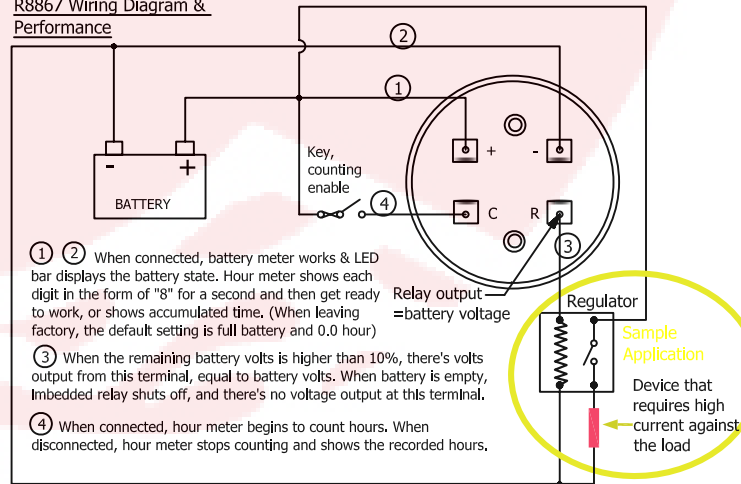 R8867 Wiring Diagram &
Performance
2
1
+ -
Key,
counting
enable
- +
BATTERY
4
C R
3
1 2 When connected, battery meter works & LED
bar displays the battery state. Hour meter shows each
digit in the form of "8" for a second and then get ready
to work, or shows accumulated time. (When leaving
factory, the default setting is full battery and 0.0 hour)
Relay output
=battery voltage
Regulator
Sample
Application
3 When the remaining battery volts is higher than 10%, there's volts
output from this terminal, equal to battery volts. When battery is empty,
imbedded relay shuts off, and there's no voltage output at this terminal.
Device that
requires high
current against
the load
4 When connected, hour meter begins to count hours. When
disconnected, hour meter stops counting and shows the recorded hours.